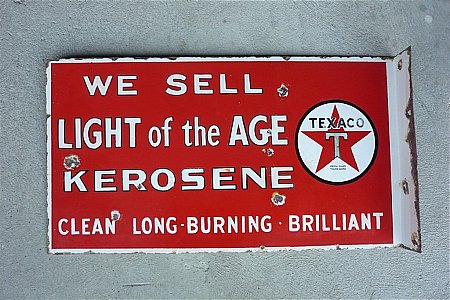 WE SELL
LIGHT of the AGE
KEROSENE
CLEAN LONG-BURNING-BRILLIANT
TEXACO
T